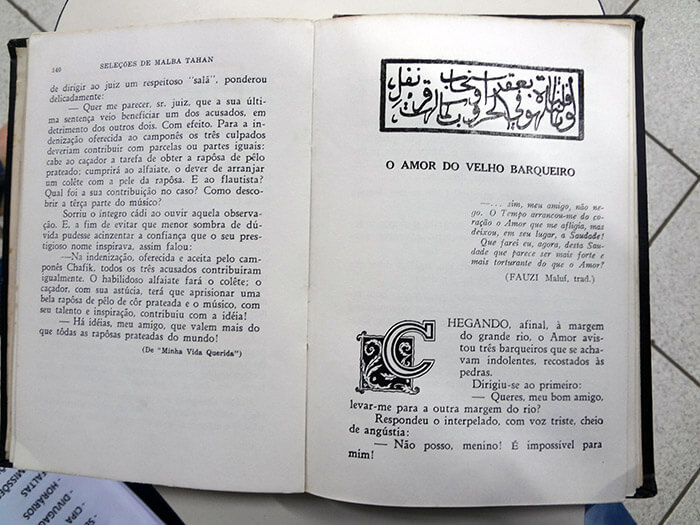 140
SELEÇÕES DE MALBA TAHAN
de dirigir ao juiz um respeitoso "salã", ponderou
delicadamente:
— Quer me parecer, sr. juiz, que a sua últi-
ma sentença veio beneficiar um dos acusados, em
detrimento dos outros dois. Com efeito. Para a in-
denização oferecida ao camponês os três culpados
deveriam contribuir com parcelas ou partes iguais:
cabe ao caçador a tarefa de obter a rapôsa de pêlo
prateado; cumprirá ao alfaiate, o dever de arranjar
um colête com a pele da rapôsa. E ao flautista?
Qual foi a sua contribuição no caso? Como desco-
brir a têrça parte do músico?
Sorriu o íntegro cádi ao ouvir aquela observa-
ção. E, a fim de evitar que menor sombra de dú-
vida pudesse acinzentar a confiança que o seu pres-
tigioso nome inspirava, assim falou:
—Na indenização, oferecida e aceita pelo cam-
ponês Chafik, todos os três acusados contribuiram
igualmente. O habilidoso alfaiate fará o colête; o
caçador, com sua astúcia, terá que aprisionar uma
bela rapôsa de pêlo de côr prateada e o músico, com
seu talento e inspiração, contribuiu com a idéia!
— Há idéias, meu amigo, que valem mais do
que tôdas as rapôsas prateadas do mundo!
(De "Minha Vida Querida")
O AMOR DO VELHO BARQUEIRO
—... sim, meu amigo, não ne-
go. O Tempo arrancou-me do co-
ração o Amor que me afligia, mas
deixou, em seu lugar, a Saudade!
Que farei eu, agora, desta Sau-
dade que parece ser mais forte e
mais torturante do que o Amor?
(FAUZI Maluf, trad.)
CHEGANDO, afinal, à margem
do grande rio, o Amor avis-
tou três barqueiros que se acha-
vam indolentes, recostados às
pedras.
Dirigiu-se ao primeiro:
— Queres, meu bom amigo,
levar-me para a outra margem do rio?
Respondeu o interpelado, com voz triste, cheio
de angústia:
— Não posso, menino! É impossível para
mim!
FALTAS
MISSÕES
- HORÁRIOS
- DIVUGAÇ
- CIPA